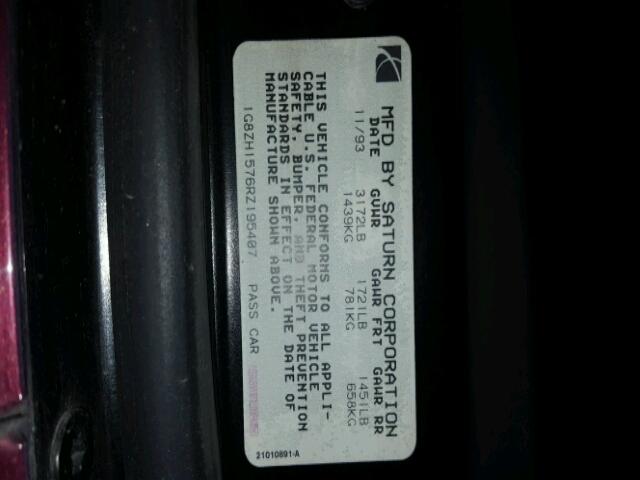 MFD BY SATURN CORPORATION
DATE GVWR GAWR FRT GAWR RR
11/93 3172LB 1721LB 1451LB
1439KG 781KG 658KG
THIS VEHICLE CONFORMS TO ALL APPLI-
CABLE U.S. FEDERAL MOTOR VEHICLE
SAFETY, BUMPER, AND THEFT PREVENTION
STANDARDS IN EFFECT ON THE DATE OF
MANUFACTURE SHOWN ABOVE.
1G8ZH1576RZ195407 PASS CAR
21010891-A